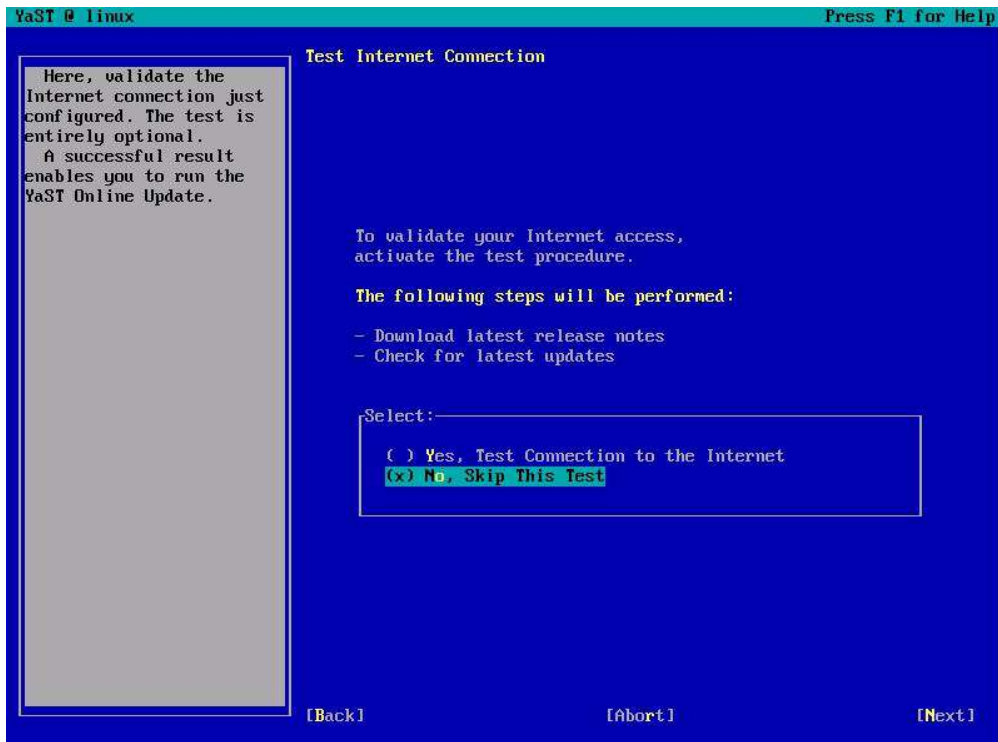 YaST @ linux Press F1 for Help
Test Internet Connection
Here, validate the
Internet connection just
configured. The test is
entirely optional.
A successful result
enables you to run the
YaST Online Update.
To validate your Internet access,
activate the test procedure.
The following steps will be performed:
- Download latest release notes
- Check for latest updates
Select:
( ) Yes, Test Connection to the Internet
(x) No, Skip This Test
[Back] [Abort] [Next]